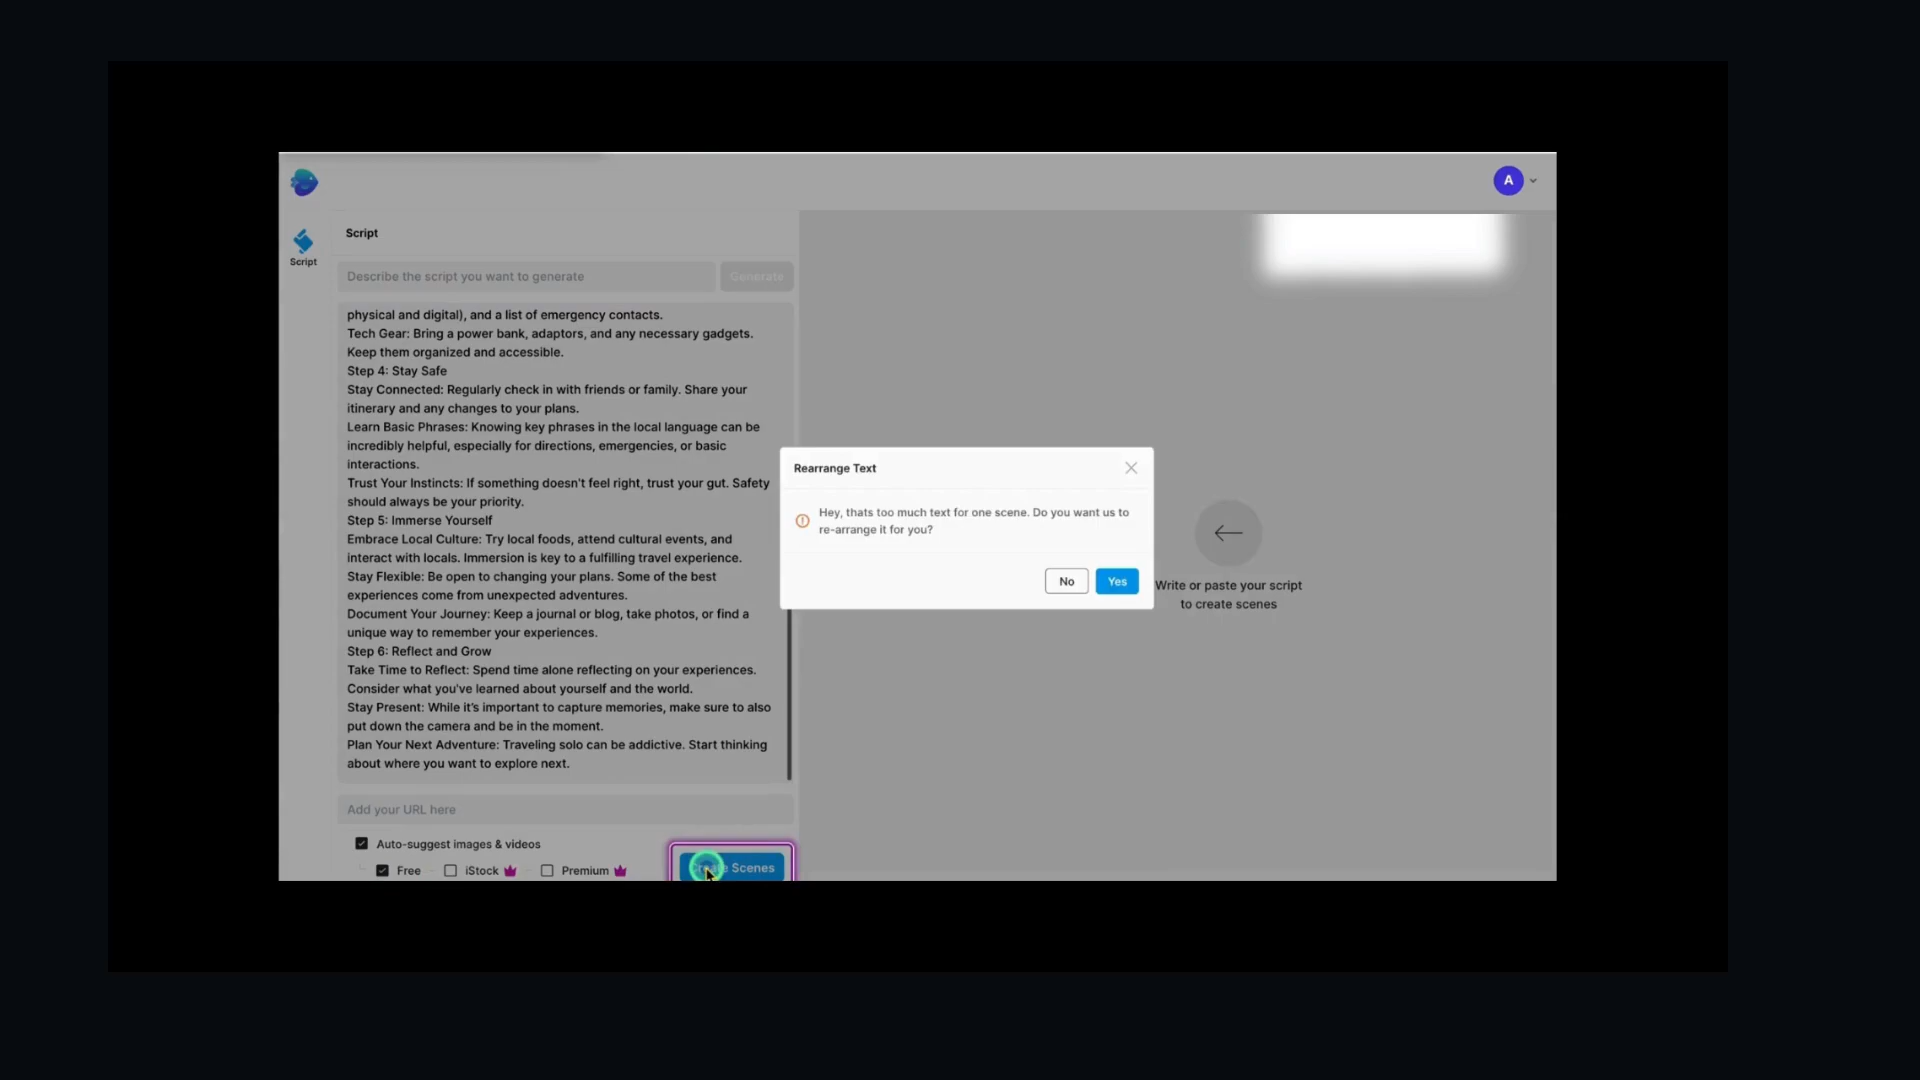 A
Script
Script
Describe the script you want to generate
Generate
physical and digital), and a list of emergency contacts.
Tech Gear: Bring a power bank, adaptors, and any necessary gadgets.
Keep them organized and accessible.
Step 4: Stay Safe
Stay Connected: Regularly check in with friends or family. Share your
itinerary and any changes to your plans.
Learn Basic Phrases: Knowing key phrases in the local language can be
incredibly helpful, especially for directions, emergencies, or basic
interactions.
Trust Your Instincts: If something doesn't feel right, trust your gut. Safety
should always be your priority.
Step 5: Immerse Yourself
Embrace Local Culture: Try local foods, attend cultural events, and
interact with locals. Immersion is key to a fulfilling travel experience.
Stay Flexible: Be open to changing your plans. Some of the best
experiences come from unexpected adventures.
Document Your Journey: Keep a journal or blog, take photos, or find a
unique way to remember your experiences.
Step 6: Reflect and Grow
Take Time to Reflect: Spend time alone reflecting on your experiences.
Consider what you've learned about yourself and the world.
Stay Present: While it's important to capture memories, make sure to also
put down the camera and be in the moment.
Plan Your Next Adventure: Traveling solo can be addictive. Start thinking
about where you want to explore next.
Add your URL here
Auto-suggest images & videos
Free
iStock
Premium
Create Scenes
Rearrange Text
Hey, thats too much text for one scene. Do you want us to
re-arrange it for you?
No
Yes
Write or paste your script
to create scenes